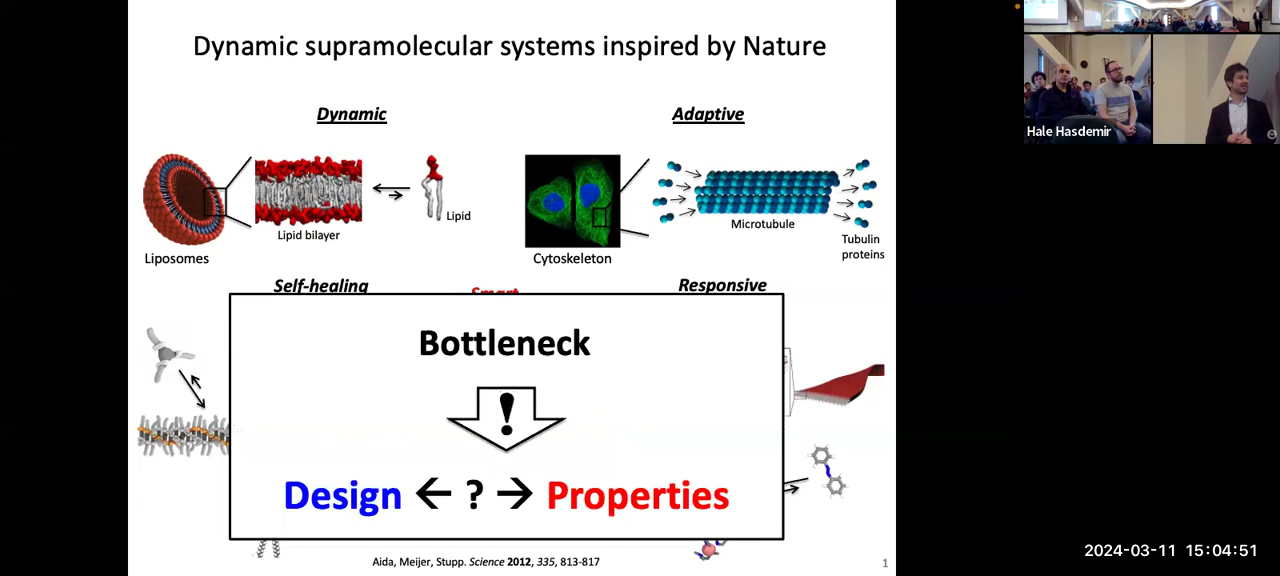 Dynamic supramolecular systems inspired by Nature
Dynamic
Adaptive
Lipid
Lipid bilayer
Liposomes
Microtubule
Tubulin
proteins
Cytoskeleton
Self-healing
Smart
Responsive
Bottleneck
!
Design ← ? → Properties
Aida, Meijer, Stupp. Science 2012, 335, 813-817
1
Hale Hasdemir
2024-03-11 15:04:51